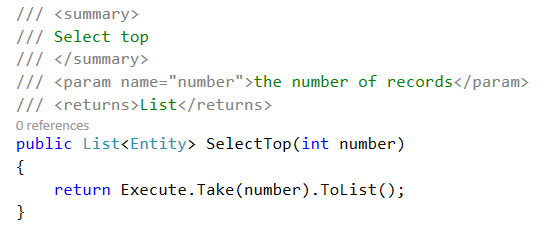 /// <summary>
/// Select top
/// </summary>
/// <param name="number">the number of records</param>
/// <returns>List</returns>
0 references
public List<Entity> SelectTop(int number)
{
    return Execute.Take(number).ToList();
}